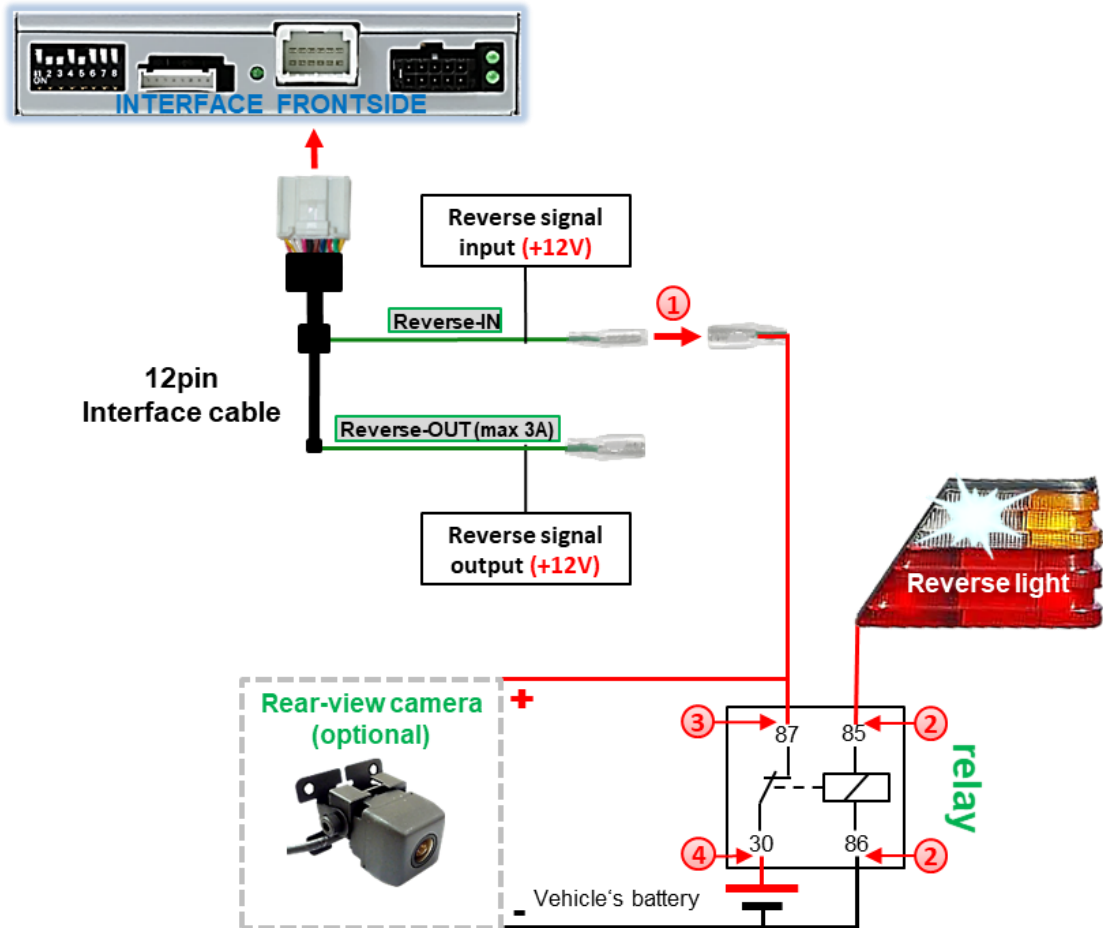 1 2 3 4 5 6 7 8
ON
INTERFACE FRONTSIDE
Reverse signal
input (+12V)
Reverse-IN
1
12pin
Interface cable
Reverse-OUT(max 3A)
Reverse signal
output (+12V)
Reverse light
Rear-view camera
(optional)
+
3
87
85
2
relay
4
30
86
2
-
Vehicle‘s battery